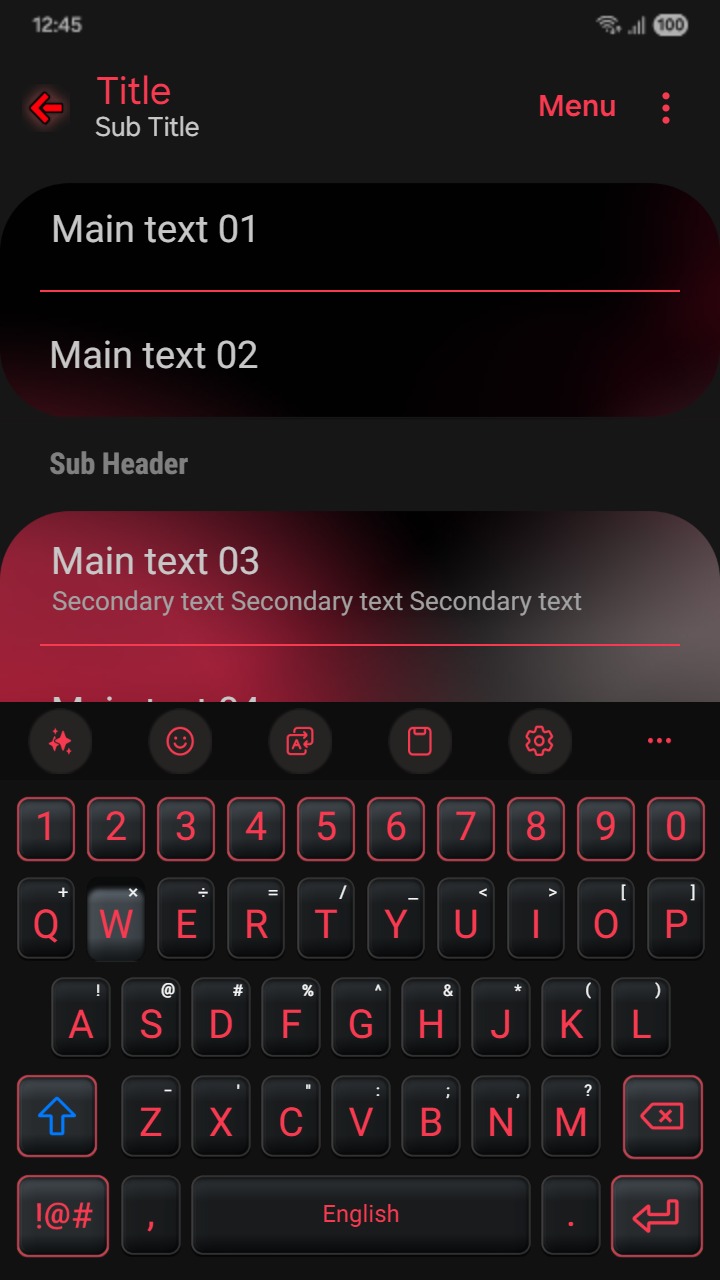 12:45
100
Title
Sub Title
Menu
Main text 01
Main text 02
Sub Header
Main text 03
Secondary text Secondary text Secondary text
1 2 3 4 5 6 7 8 9 0
+ × ÷ = / _ < > [ ]
Q W E R T Y U I O P
! @ # % ^ & * ( )
A S D F G H J K L
- ' " : ; , ?
Z X C V B N M
!@# , English .